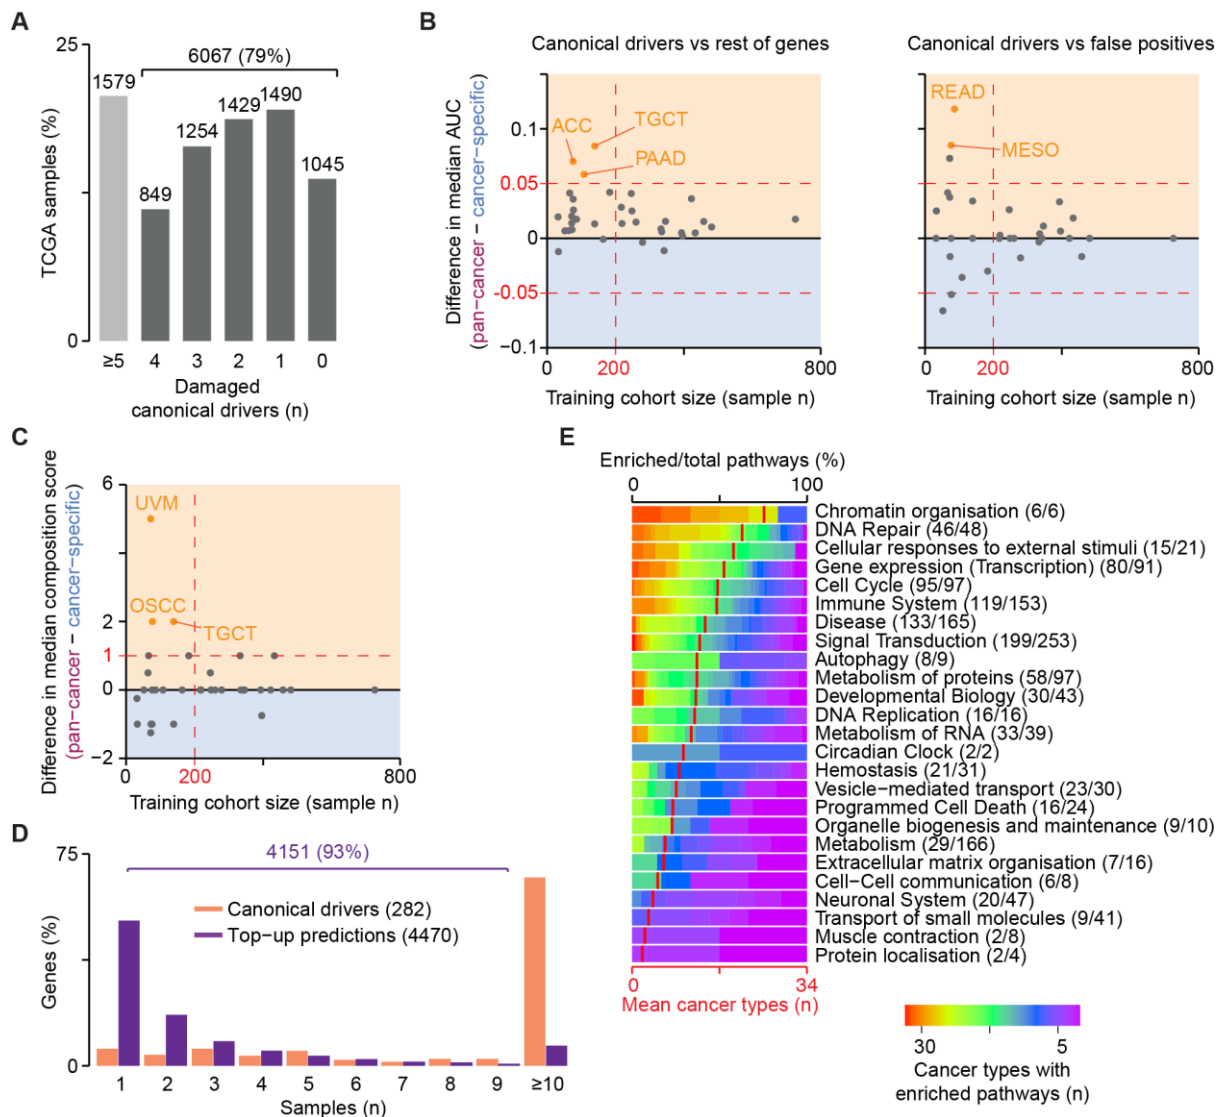 A
25
6067 (79%)
1579
849
1254
1429
1490
1045
TCGA samples (%)
0
≥5 4 3 2 1 0
Damaged
canonical drivers (n)
B
Canonical drivers vs rest of genes
Difference in median AUC
(pan−cancer − cancer−specific)
0.1
0.05
0
-0.05
−0.1
ACC
TGCT
PAAD
0 200 800
Training cohort size (sample n)
Canonical drivers vs false positives
READ
MESO
0 200 800
Training cohort size (sample n)
C
Difference in median composition score
(pan−cancer − cancer−specific)
6
2
1
0
−2
UVM
OSCC
TGCT
0 200 800
Training cohort size (sample n)
D
75
4151 (93%)
Canonical drivers (282)
Top−up predictions (4470)
Genes (%)
0
1 2 3 4 5 6 7 8 9 ≥10
Samples (n)
E
Enriched/total pathways (%)
0 100
Chromatin organisation (6/6)
DNA Repair (46/48)
Cellular responses to external stimuli (15/21)
Gene expression (Transcription) (80/91)
Cell Cycle (95/97)
Immune System (119/153)
Disease (133/165)
Signal Transduction (199/253)
Autophagy (8/9)
Metabolism of proteins (58/97)
Developmental Biology (30/43)
DNA Replication (16/16)
Metabolism of RNA (33/39)
Circadian Clock (2/2)
Hemostasis (21/31)
Vesicle−mediated transport (23/30)
Programmed Cell Death (16/24)
Organelle biogenesis and maintenance (9/10)
Metabolism (29/166)
Extracellular matrix organisation (7/16)
Cell−Cell communication (6/8)
Neuronal System (20/47)
Transport of small molecules (9/41)
Muscle contraction (2/8)
Protein localisation (2/4)
0 34
Mean cancer types (n)
30 5
Cancer types with
enriched pathways (n)